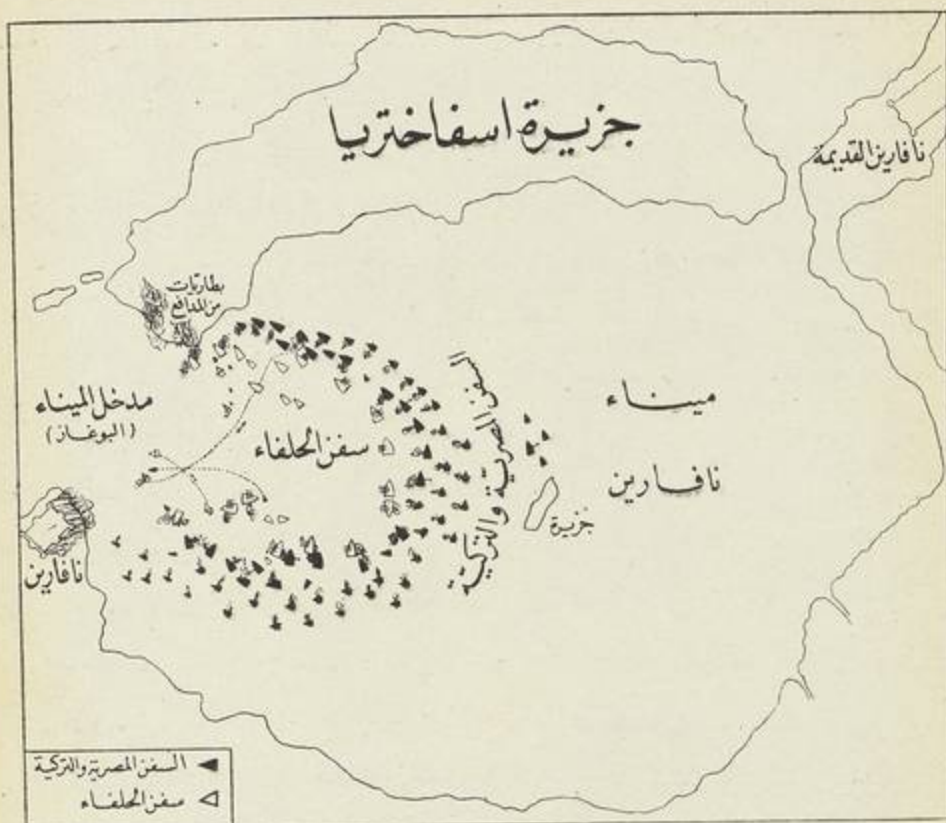 جزيرة اسفاختريا
نافارين القديمة
بطاريات
من المدافع
مدخل الميناء
(البوغاز)
سفن الحلفاء
السفن المصرية والتركية
ميناء
نافارين
جزيرة
نافارين
السفن المصرية والتركية
سفن الحلفاء